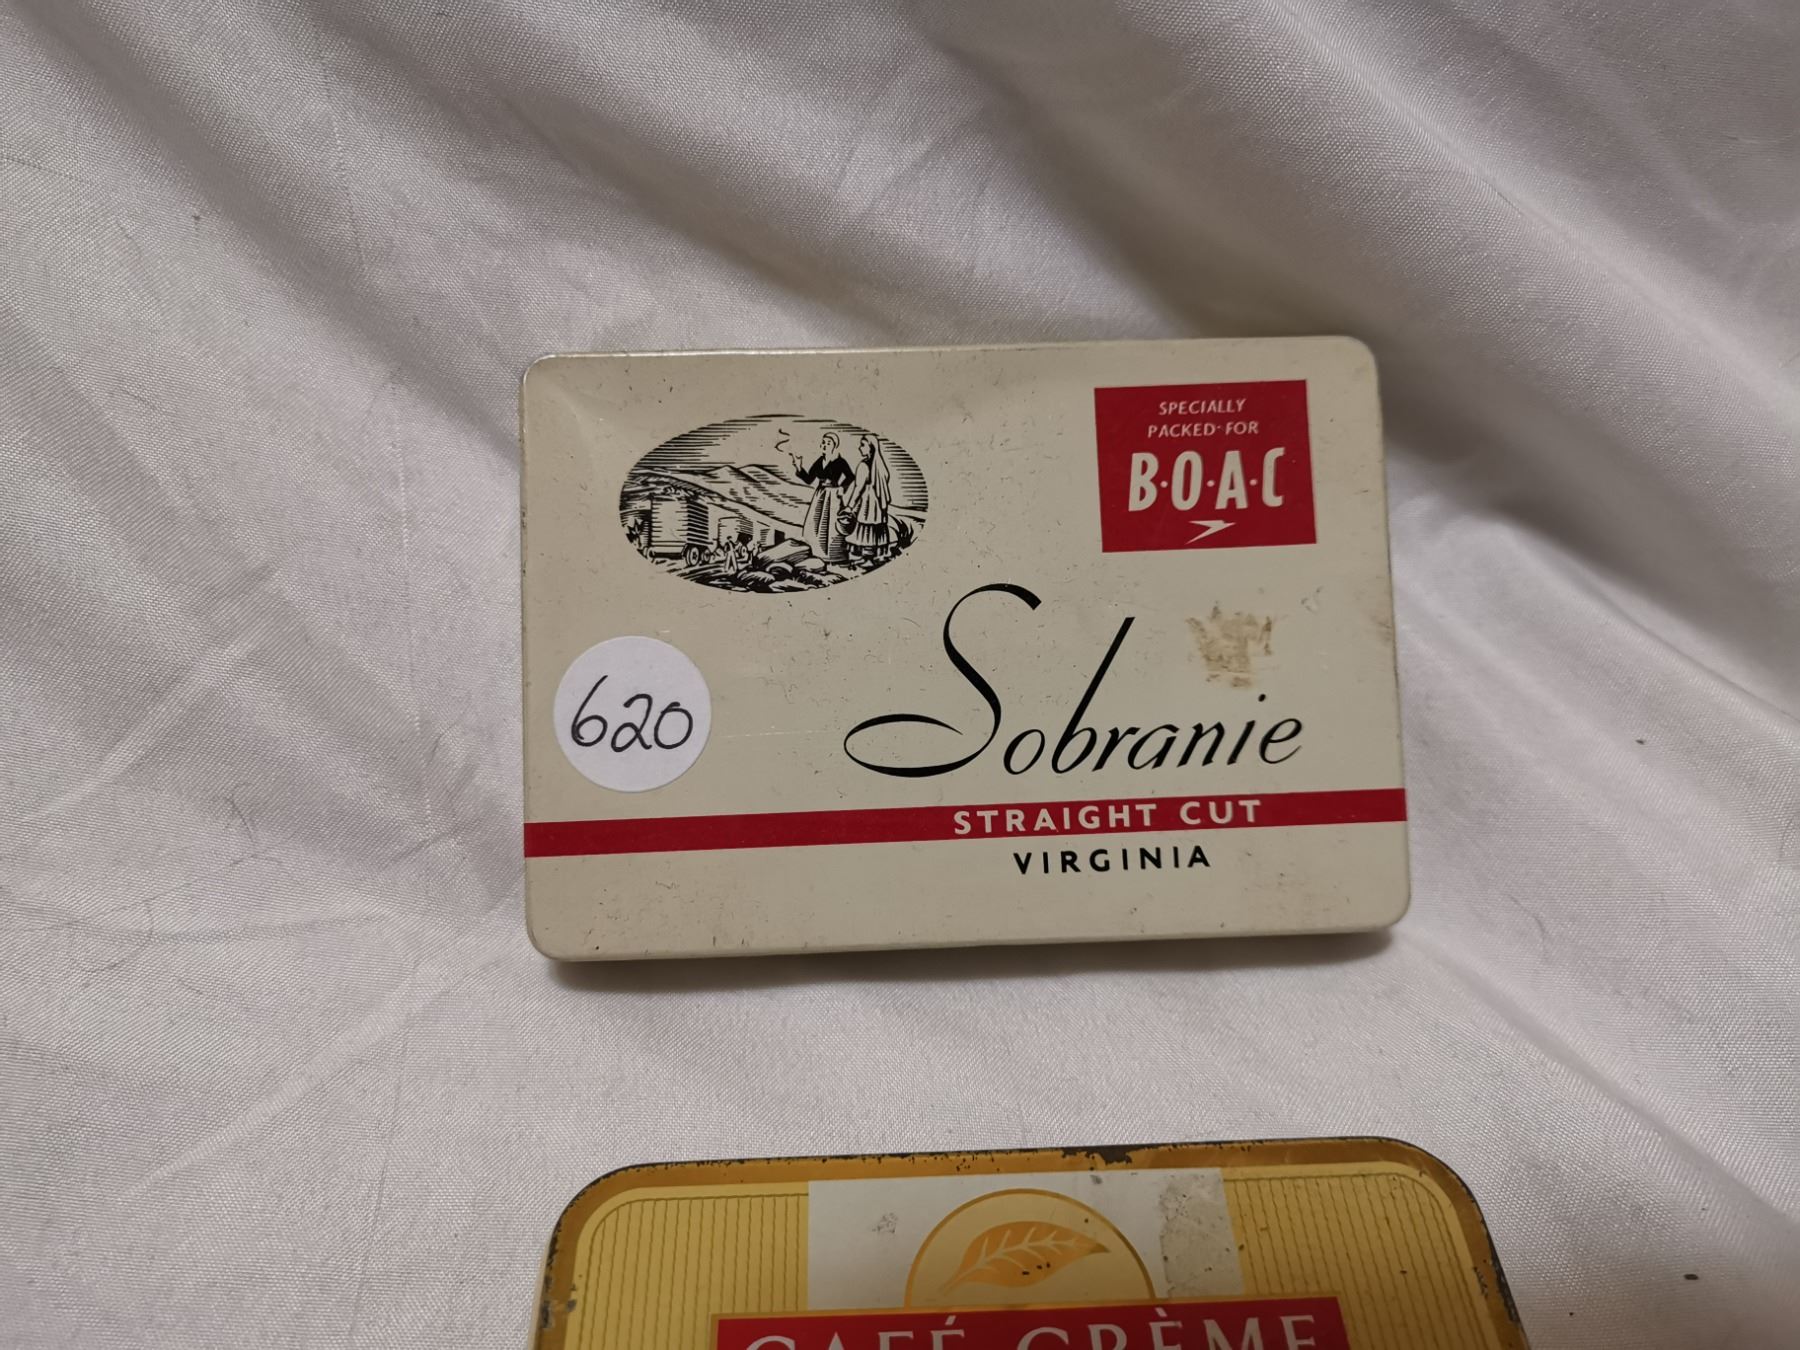 SPECIALLY
PACKED FOR
B·O·A·C
Sobranie
620
STRAIGHT CUT
VIRGINIA
CAFÉ CRÈME